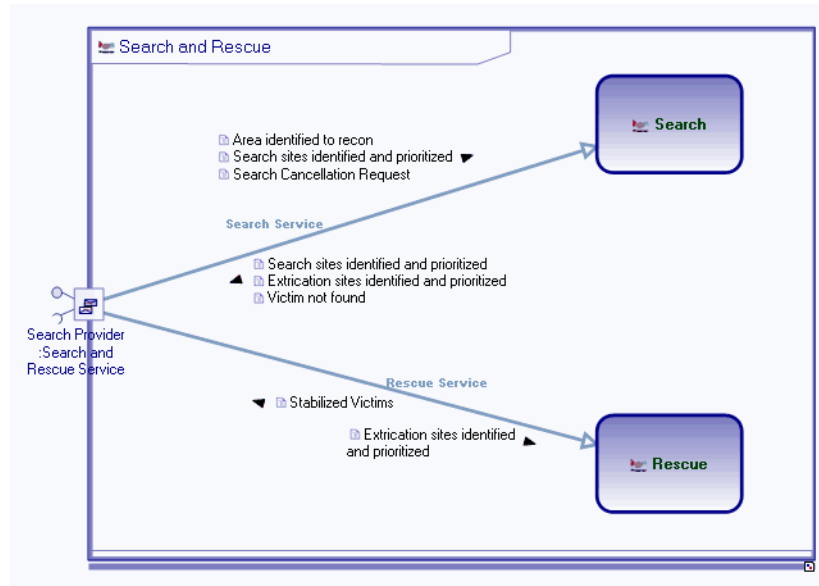 Search and Rescue
Search
Area identified to recon
Search sites identified and prioritized
Search Cancellation Request
Search Service
Search sites identified and prioritized
Extrication sites identified and prioritized
Victim not found
Search Provider
:Search and
Rescue Service
Rescue Service
Stabilized Victims
Extrication sites identified
and prioritized
Rescue